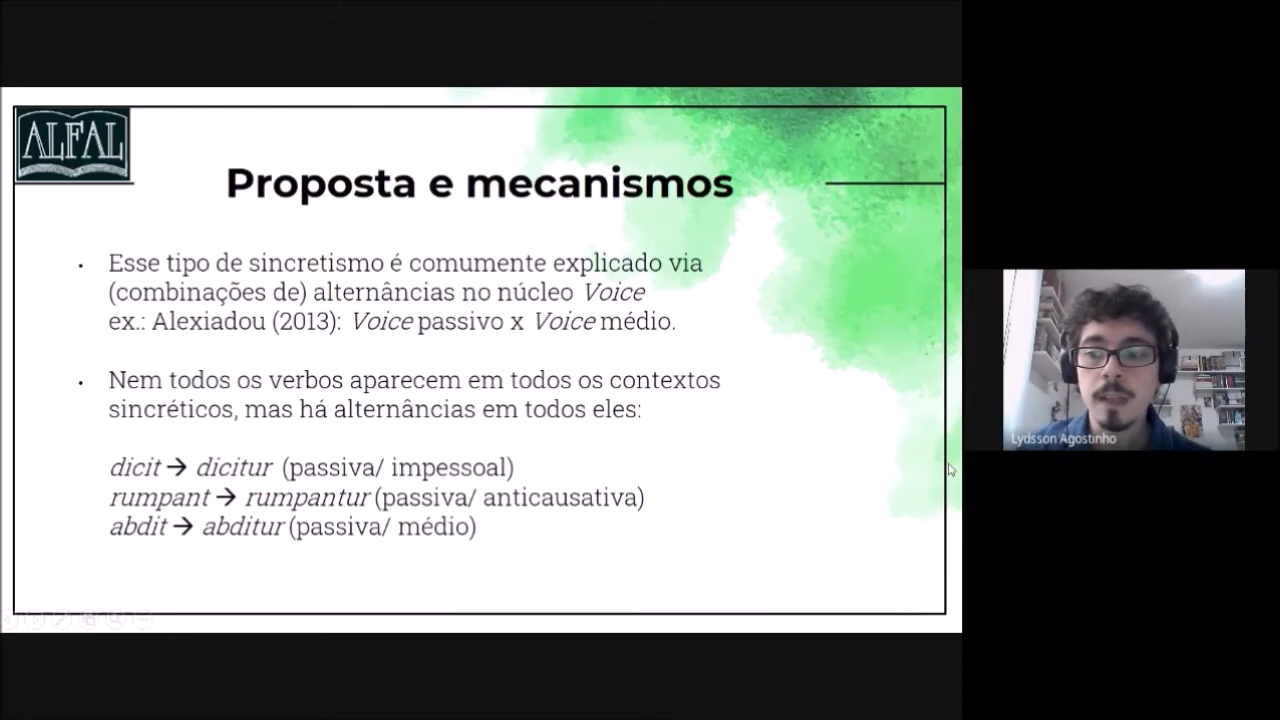 ALFAL
Proposta e mecanismos
• Esse tipo de sincretismo é comumente explicado via
(combinações de) alternâncias no núcleo Voice
ex.: Alexiadou (2013): Voice passivo x Voice médio.
• Nem todos os verbos aparecem em todos os contextos
sincréticos, mas há alternâncias em todos eles:
dicit → dicitur (passiva/ impessoal)
rumpant → rumpantur (passiva/ anticausativa)
abdit → abditur (passiva/ médio)
Lydsson Agostinho